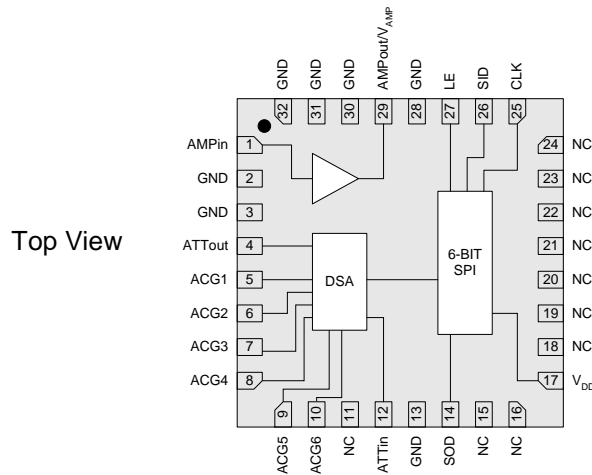 GND
GND
GND
AMPout/VAMP
GND
LE
SID
CLK
32
31
30
29
28
27
26
25
AMPin 1
24 NC
GND 2
23 NC
GND 3
22 NC
Top View
ATTout 4
21 NC
ACG1 5
DSA
6-BIT
SPI
20 NC
ACG2 6
19 NC
ACG3 7
18 NC
ACG4 8
17 VDD
9
10
11
12
13
14
15
16
ACG5
ACG6
NC
ATTin
GND
SOD
NC
NC